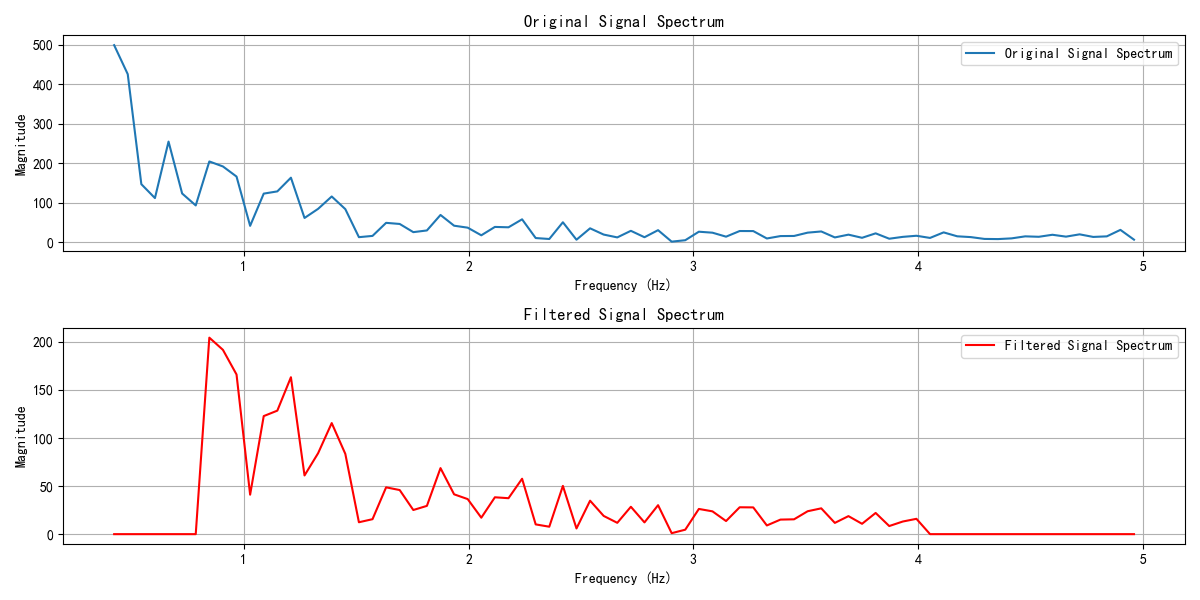 Original Signal Spectrum
Original Signal Spectrum
Magnitude
500
400
300
200
100
0
1
2
3
4
5
Frequency (Hz)
Filtered Signal Spectrum
Filtered Signal Spectrum
Magnitude
200
150
100
50
0
1
2
3
4
5
Frequency (Hz)